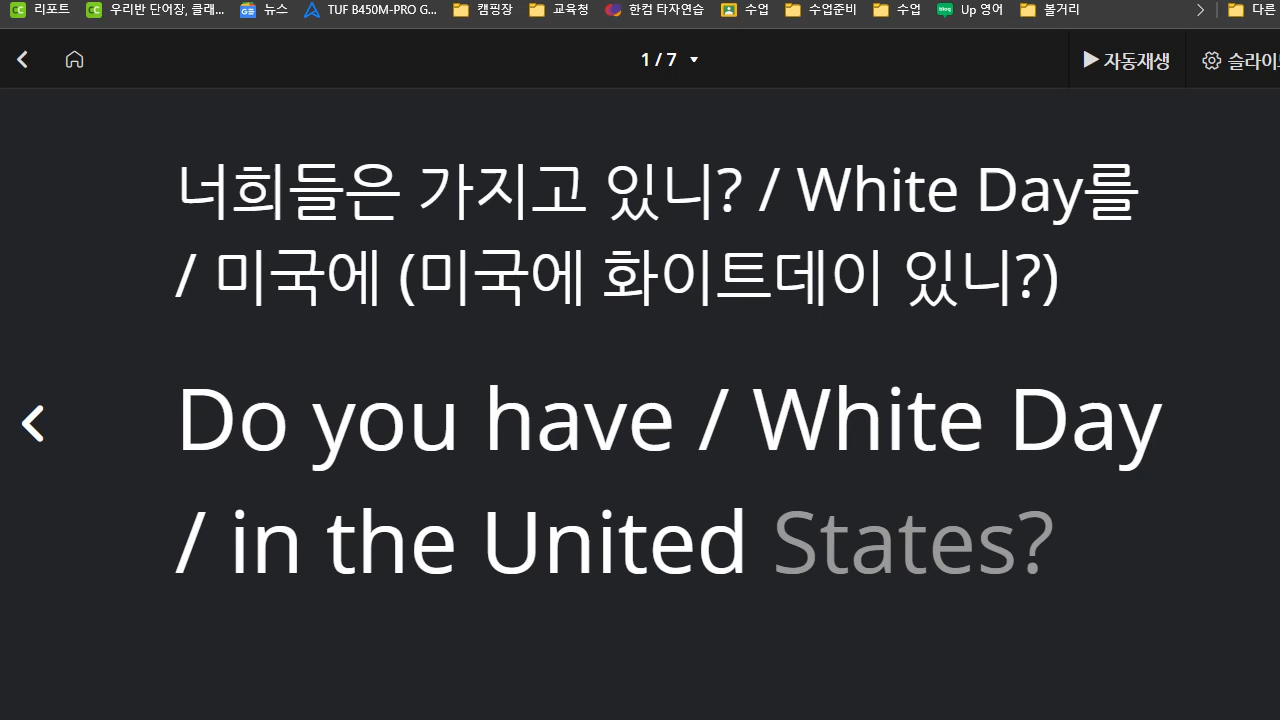 리포트 우리반 단어장, 클래... 뉴스 TUF B450M-PRO G... 캠핑장 교육청 한컴 타자연습 수업 수업준비 수업 Up 영어 볼거리 다른
1 / 7 자동재생 슬라이드
너희들은 가지고 있니? / White Day를
/ 미국에 (미국에 화이트데이 있니?)
Do you have / White Day
/ in the United States?